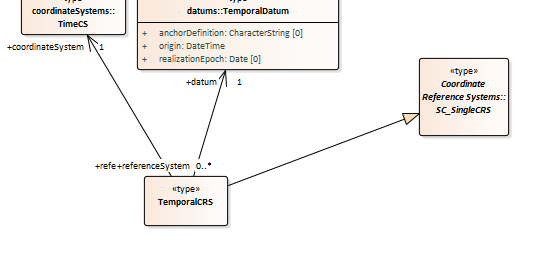 coordinateSystems::
TimeCS
datums::TemporalDatum
+ anchorDefinition: CharacterString [0]
+ origin: DateTime
+ realizationEpoch: Date [0]
+coordinateSystem 1
+datum 1
«type»
Coordinate
Reference Systems::
SC_SingleCRS
+refe+referenceSystem 0..*
«type»
TemporalCRS